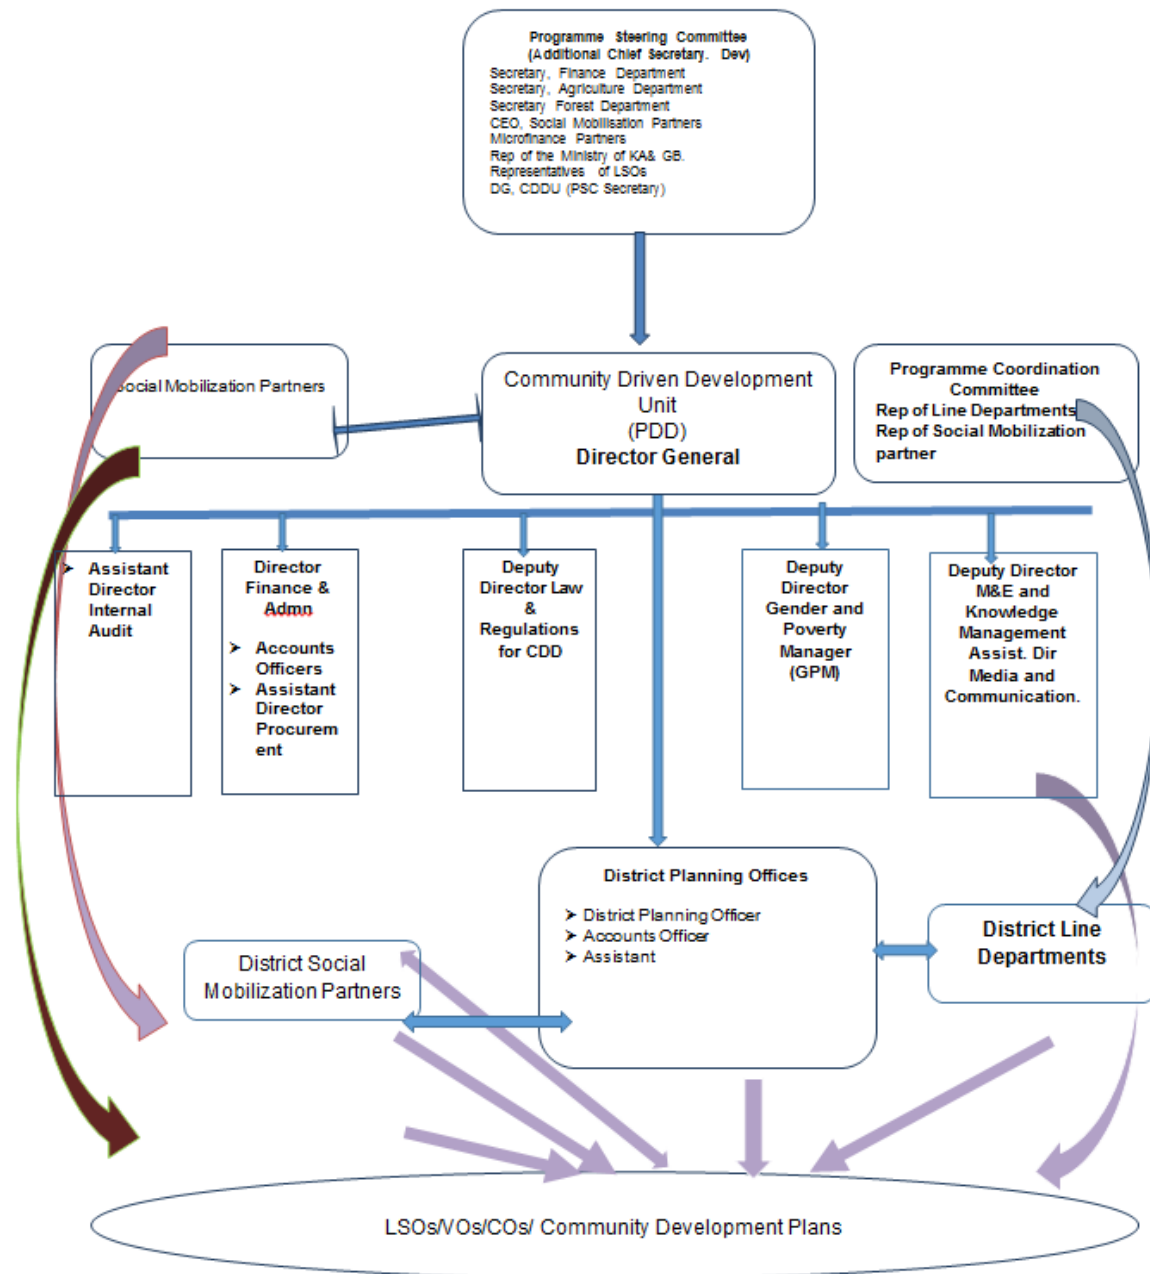 Programme Steering Committee
(Additional Chief Secretary. Dev)
Secretary, Finance Department
Secretary, Agriculture Department
Secretary Forest Department
CEO, Social Mobilisation Partners
Microfinance Partners
Rep of the Ministry of KA& GB.
Representatives of LSOs
DG, CDDU (PSC Secretary)
Social Mobilization Partners
Community Driven Development
Unit
(PDD)
Director General
Programme Coordination
Committee
Rep of Line Departments
Rep of Social Mobilization
partner
➢ Assistant
Director
Internal
Audit
Director
Finance &
Admn
➢ Accounts
Officers
➢ Assistant
Director
Procurem
ent
Deputy
Director Law
&
Regulations
for CDD
Deputy
Director
Gender and
Poverty
Manager
(GPM)
Deputy Director
M&E and
Knowledge
Management
Assist. Dir
Media and
Communication.
District Planning Offices
➢ District Planning Officer
➢ Accounts Officer
➢ Assistant
District Social
Mobilization Partners
District Line
Departments
LSOs/VOs/COs/ Community Development Plans